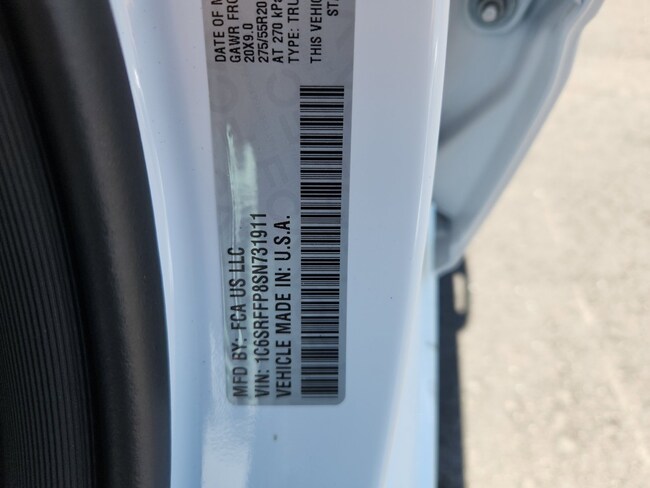 MFD BY: FCA US LLC
VIN: 1C6SRFFP8SN731911
VEHICLE MADE IN: U.S.A.
DATE OF M
GAWR FRO
20X9.0
275/55R20
AT 270 kPa
TYPE: TRU
THIS VEHIC
ST